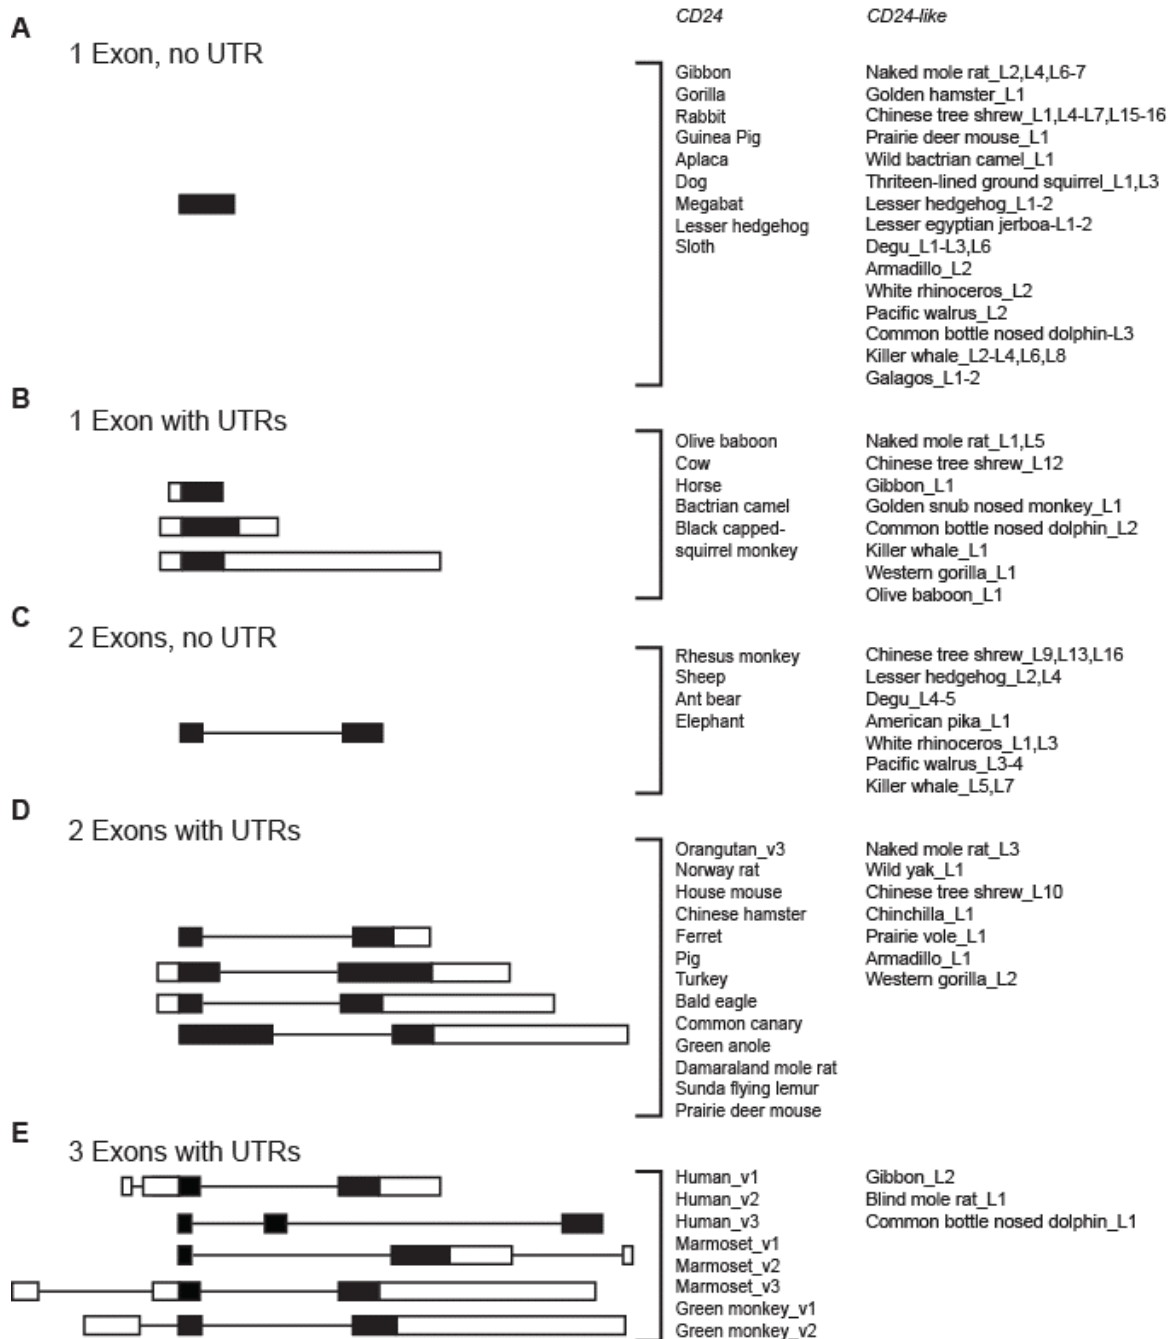 CD24 CD24-like
A
1 Exon, no UTR
Gibbon Naked mole rat_L2,L4,L6-7
Gorilla Golden hamster_L1
Rabbit Chinese tree shrew_L1,L4-L7,L15-16
Guinea Pig Prairie deer mouse_L1
Aplaca Wild bactrian camel_L1
Dog Thriteen-lined ground squirrel_L1,L3
Megabat Lesser hedgehog_L1-2
Lesser hedgehog Lesser egyptian jerboa-L1-2
Sloth Degu_L1-L3,L6
Armadillo_L2
White rhinoceros_L2
Pacific walrus_L2
Common bottle nosed dolphin-L3
Killer whale_L2-L4,L6,L8
Galagos_L1-2
B
1 Exon with UTRs
Olive baboon Naked mole rat_L1,L5
Cow Chinese tree shrew_L12
Horse Gibbon_L1
Bactrian camel Golden snub nosed monkey_L1
Black capped- Common bottle nosed dolphin_L2
squirrel monkey Killer whale_L1
Western gorilla_L1
Olive baboon_L1
C
2 Exons, no UTR
Rhesus monkey Chinese tree shrew_L9,L13,L16
Sheep Lesser hedgehog_L2,L4
Ant bear Degu_L4-5
Elephant American pika_L1
White rhinoceros_L1,L3
Pacific walrus_L3-4
Killer whale_L5,L7
D
2 Exons with UTRs
Orangutan_v3 Naked mole rat_L3
Norway rat Wild yak_L1
House mouse Chinese tree shrew_L10
Chinese hamster Chinchilla_L1
Ferret Prairie vole_L1
Pig Armadillo_L1
Turkey Western gorilla_L2
Bald eagle
Common canary
Green anole
Damaraland mole rat
Sunda flying lemur
Prairie deer mouse
E
3 Exons with UTRs
Human_v1 Gibbon_L2
Human_v2 Blind mole rat_L1
Human_v3 Common bottle nosed dolphin_L1
Marmoset_v1
Marmoset_v2
Marmoset_v3
Green monkey_v1
Green monkey_v2